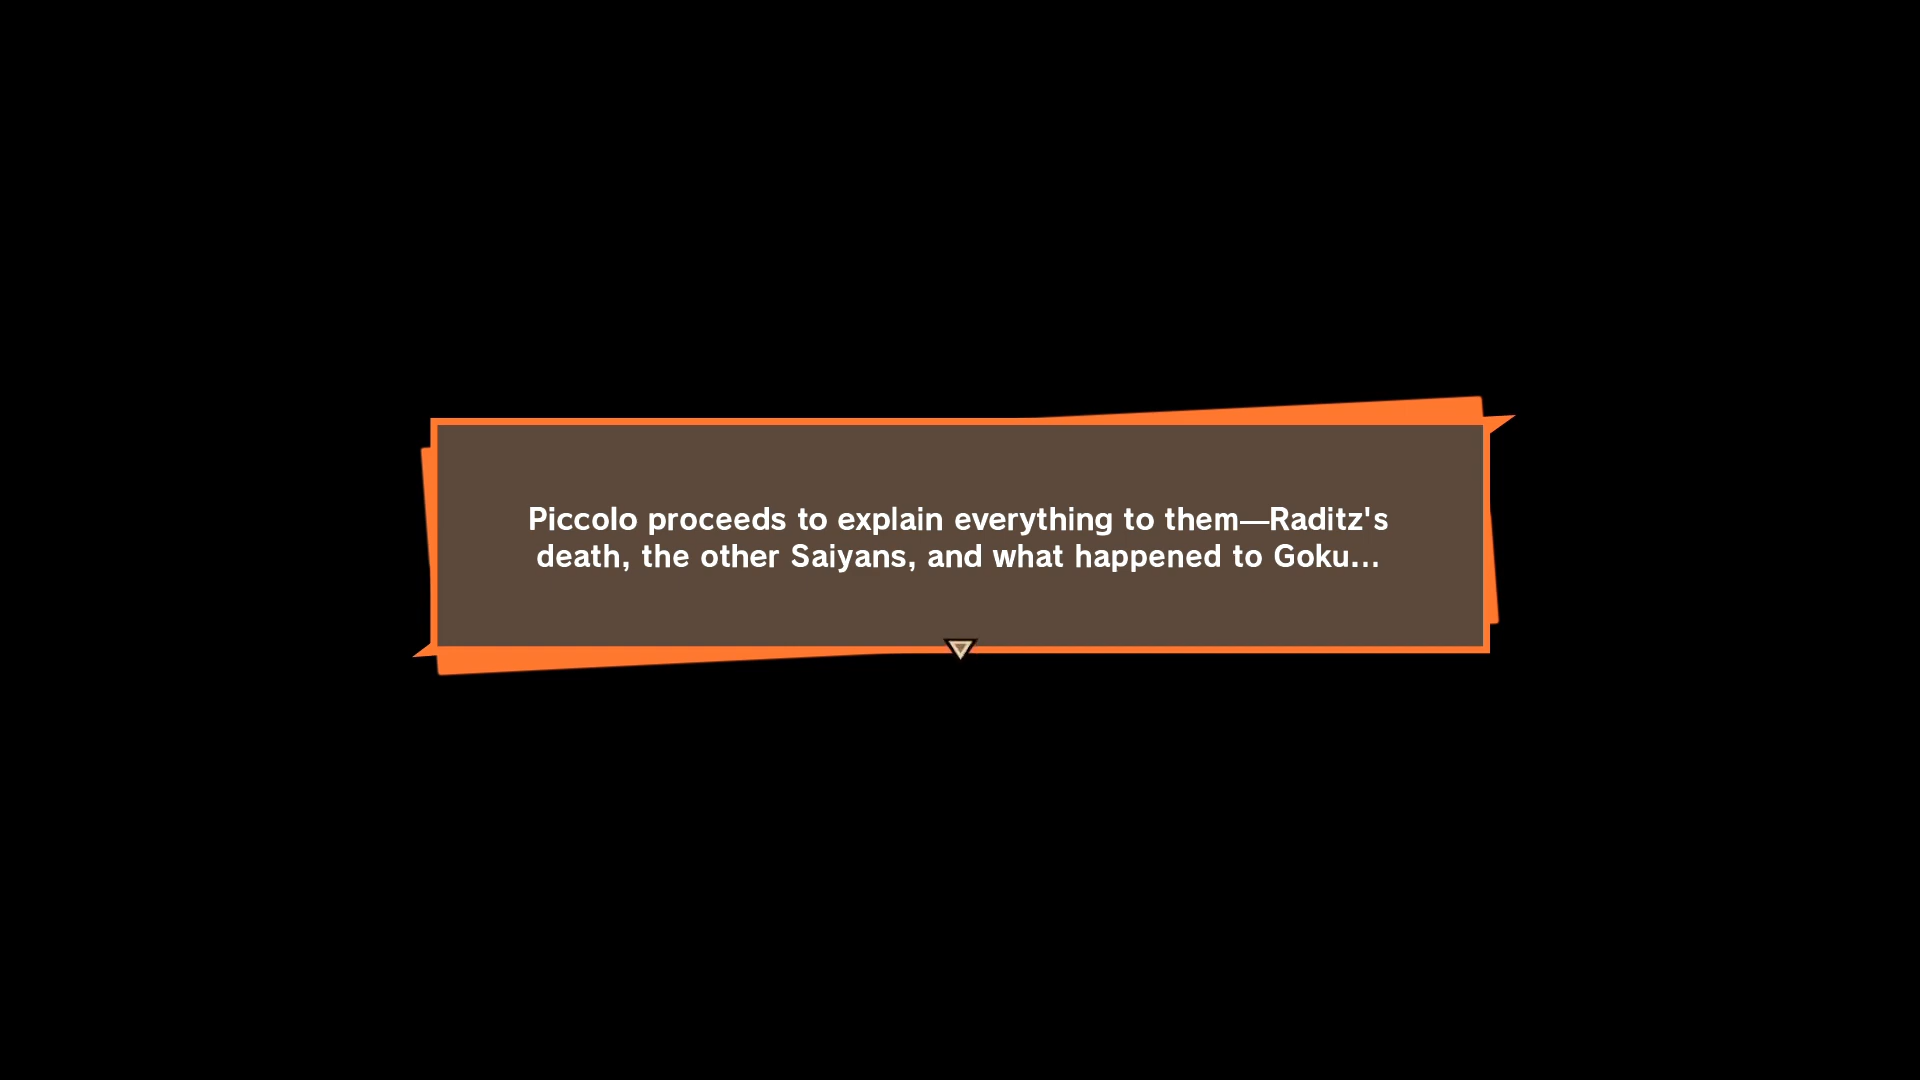 Piccolo proceeds to explain everything to them—Raditz's
death, the other Saiyans, and what happened to Goku...